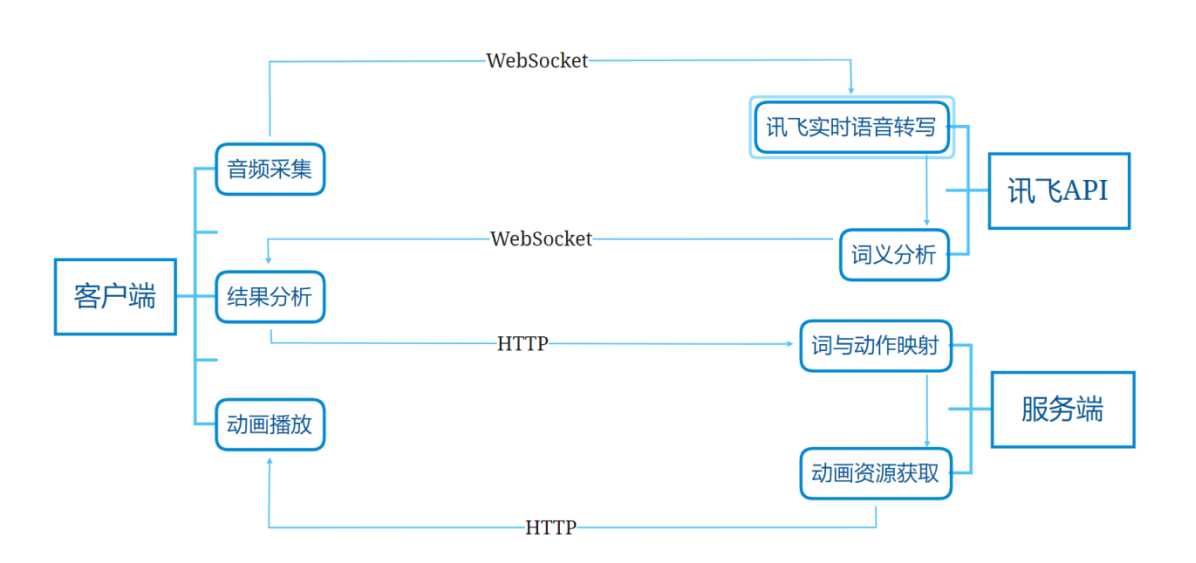 WebSocket
讯飞实时语音转写
音频采集
讯飞API
WebSocket
词义分析
客户端
结果分析
HTTP
词与动作映射
服务端
动画播放
动画资源获取
HTTP